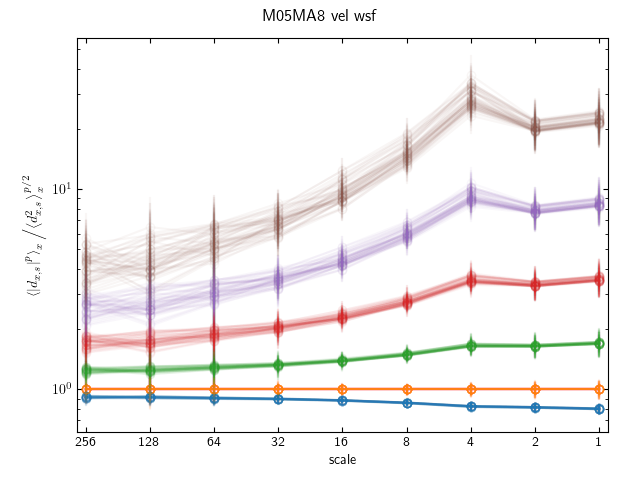 M05MA8 vel wsf
⟨|d_{x,s}|^p⟩_x / ⟨d_{x,s}^2⟩_x^{p/2}
10^1
10^0
256 128 64 32 16 8 4 2 1
scale